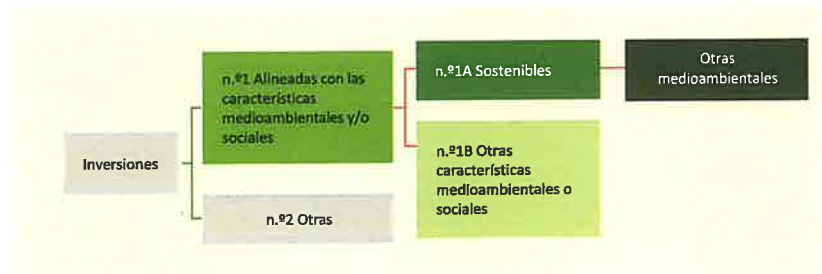 Inversiones
n.º1 Alineadas con las
características
medioambientales y/o
sociales
n.º2 Otras
n.º1A Sostenibles
n.º1B Otras
características
medioambientales o
sociales
Otras
medioambientales